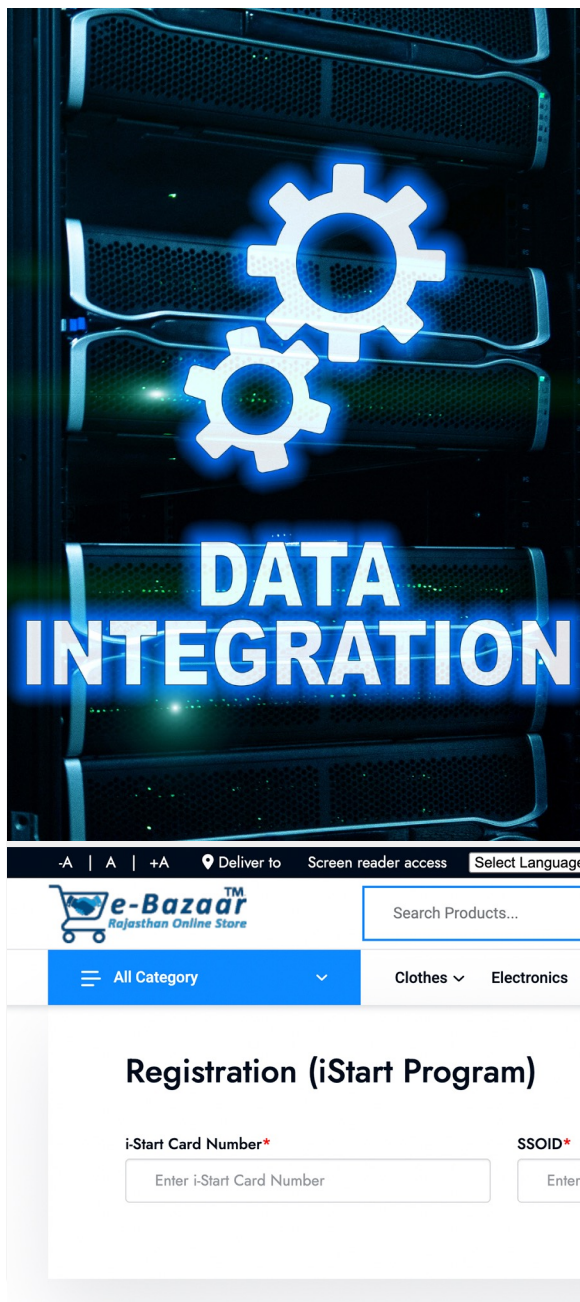 DATA
INTEGRATION
-A | A | +A Deliver to Screen reader access Select Language
e-Bazaar TM
Rajasthan Online Store
Search Products...
All Category Clothes Electronics
Registration (iStart Program)
i-Start Card Number* SSOID*
Enter i-Start Card Number Enter